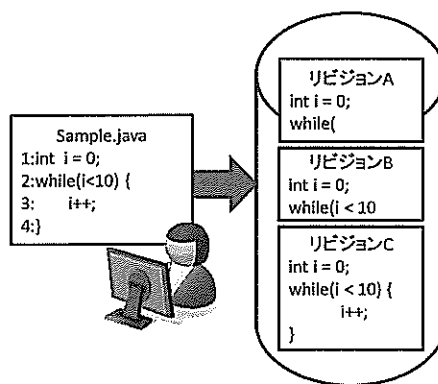 Sample.java
1:int i = 0;
2:while(i<10) {
3: i++;
4:}
リビジョンA
int i = 0;
while(
リビジョンB
int i = 0;
while(i < 10
リビジョンC
int i = 0;
while(i < 10) {
i++;
}